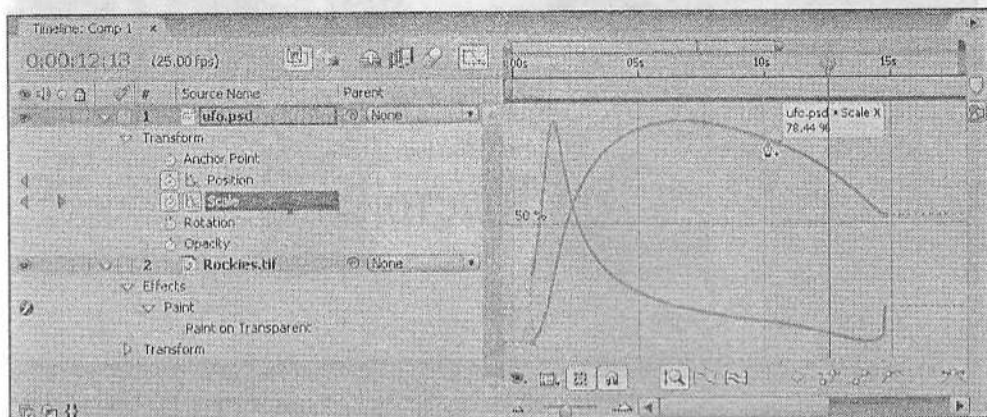 Timeline: Comp 1 ×
0;00;12;13 (25.00 fps)
# Source Name Parent
1 ufo.psd None
Transform
Anchor Point
Position
Scale
Rotation
Opacity
2 Rockies.tif None
Effects
Paint
Paint on Transparent
Transform
00s 05s 10s 15s
ufo.psd • Scale X
78.44 %
50 %